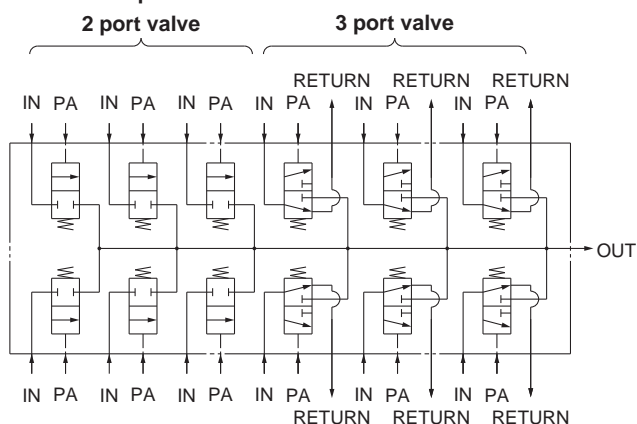 2 port valve 3 port valve
RETURN RETURN RETURN
IN PA IN PA IN PA IN PA IN PA IN PA
OUT
IN PA IN PA IN PA IN PA IN PA IN PA
RETURN RETURN RETURN